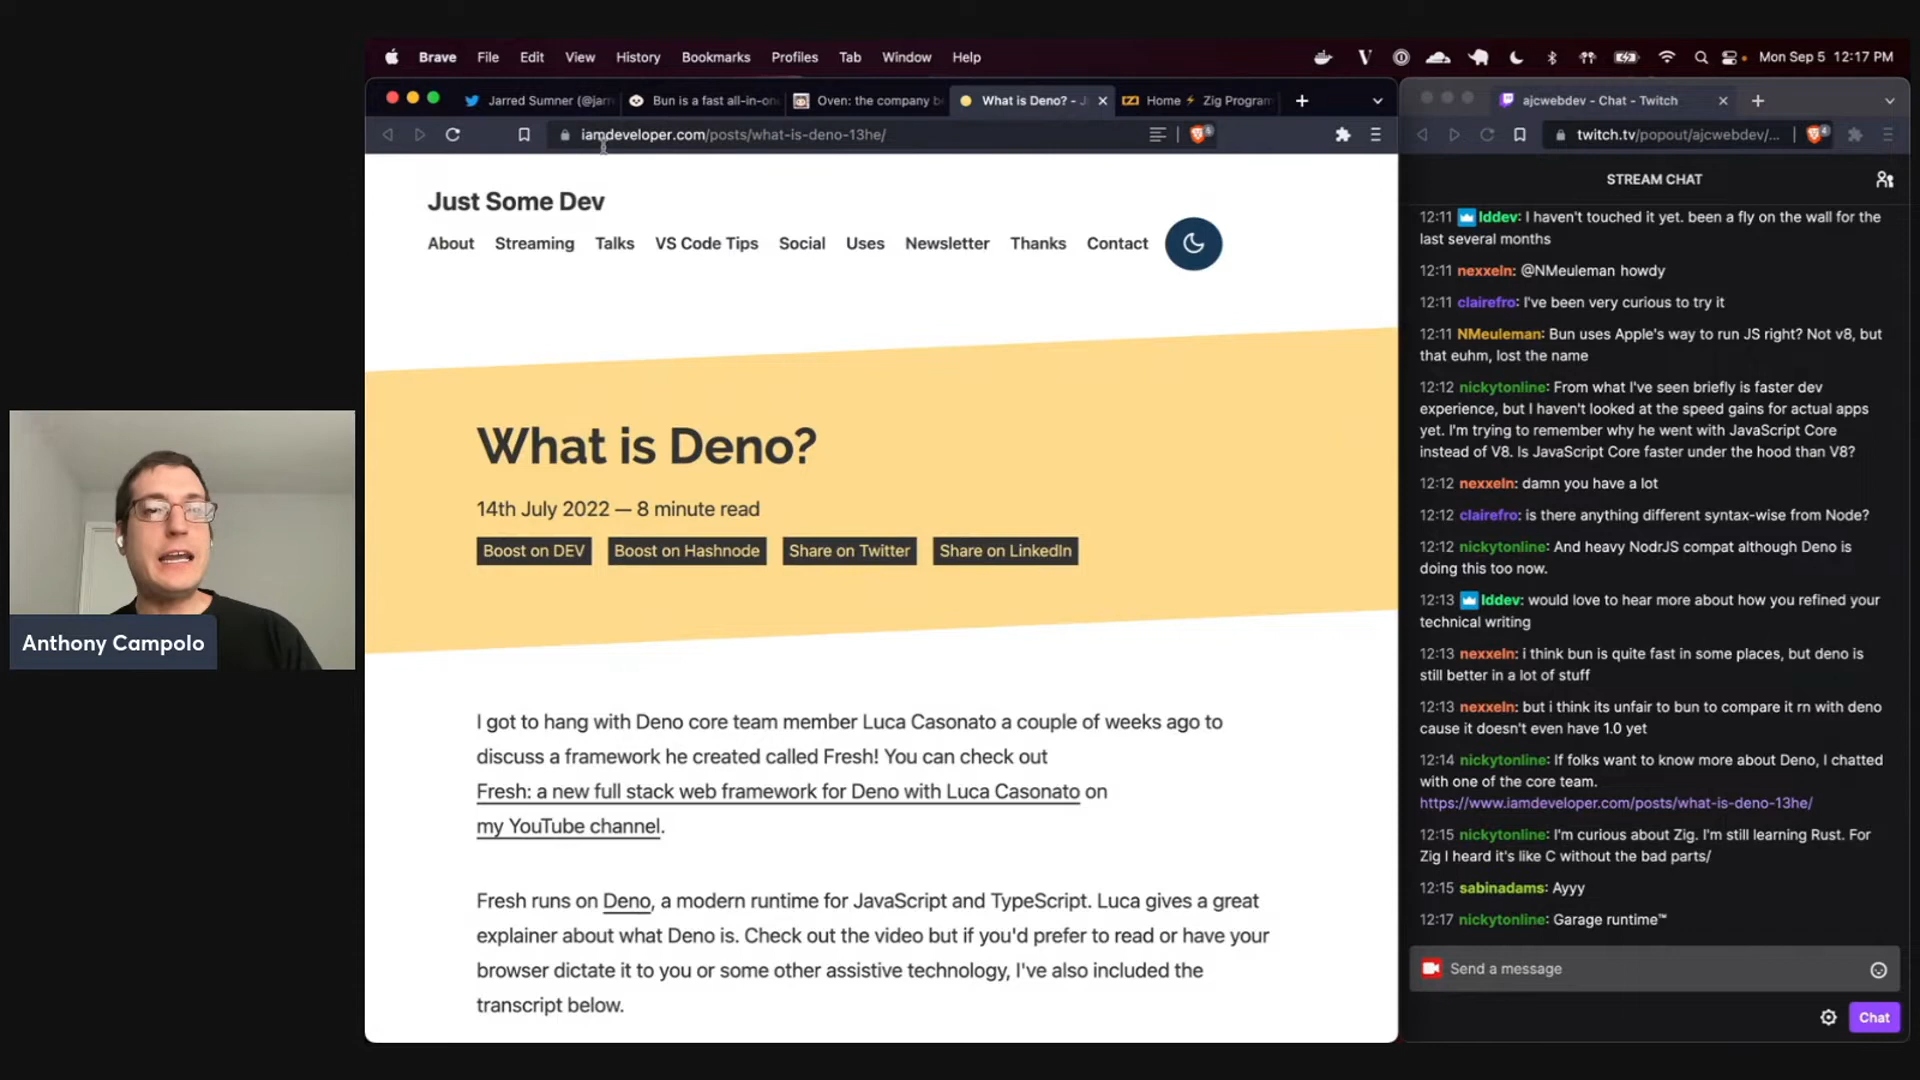 Brave File Edit View History Bookmarks Profiles Tab Window Help
Mon Sep 5 12:17 PM
Jarred Sumner (@jarr
Bun is a fast all-in-on
Oven: the company b
What is Deno? - J
Home ⚡ Zig Program
iamdeveloper.com/posts/what-is-deno-13he/
Just Some Dev
About Streaming Talks VS Code Tips Social Uses Newsletter Thanks Contact
What is Deno?
14th July 2022 — 8 minute read
Boost on DEV Boost on Hashnode Share on Twitter Share on LinkedIn
I got to hang with Deno core team member Luca Casonato a couple of weeks ago to
discuss a framework he created called Fresh! You can check out
Fresh: a new full stack web framework for Deno with Luca Casonato on
my YouTube channel.
Fresh runs on Deno, a modern runtime for JavaScript and TypeScript. Luca gives a great
explainer about what Deno is. Check out the video but if you'd prefer to read or have your
browser dictate it to you or some other assistive technology, I've also included the
transcript below.
Anthony Campolo
ajcwebdev - Chat - Twitch
twitch.tv/popout/ajcwebdev/...
STREAM CHAT
12:11 lddev: I haven't touched it yet. been a fly on the wall for the
last several months
12:11 nexxeln: @NMeuleman howdy
12:11 clairefro: I've been very curious to try it
12:11 NMeuleman: Bun uses Apple's way to run JS right? Not v8, but
that euhm, lost the name
12:12 nickytonline: From what I've seen briefly is faster dev
experience, but I haven't looked at the speed gains for actual apps
yet. I'm trying to remember why he went with JavaScript Core
instead of V8. Is JavaScript Core faster under the hood than V8?
12:12 nexxeln: damn you have a lot
12:12 clairefro: is there anything different syntax-wise from Node?
12:12 nickytonline: And heavy NodrJS compat although Deno is
doing this too now.
12:13 lddev: would love to hear more about how you refined your
technical writing
12:13 nexxeln: i think bun is quite fast in some places, but deno is
still better in a lot of stuff
12:13 nexxeln: but i think its unfair to bun to compare it rn with deno
cause it doesn't even have 1.0 yet
12:14 nickytonline: If folks want to know more about Deno, I chatted
with one of the core team.
https://www.iamdeveloper.com/posts/what-is-deno-13he/
12:15 nickytonline: I'm curious about Zig. I'm still learning Rust. For
Zig I heard it's like C without the bad parts/
12:15 sabinadams: Ayyy
12:17 nickytonline: Garage runtime™
Send a message
Chat